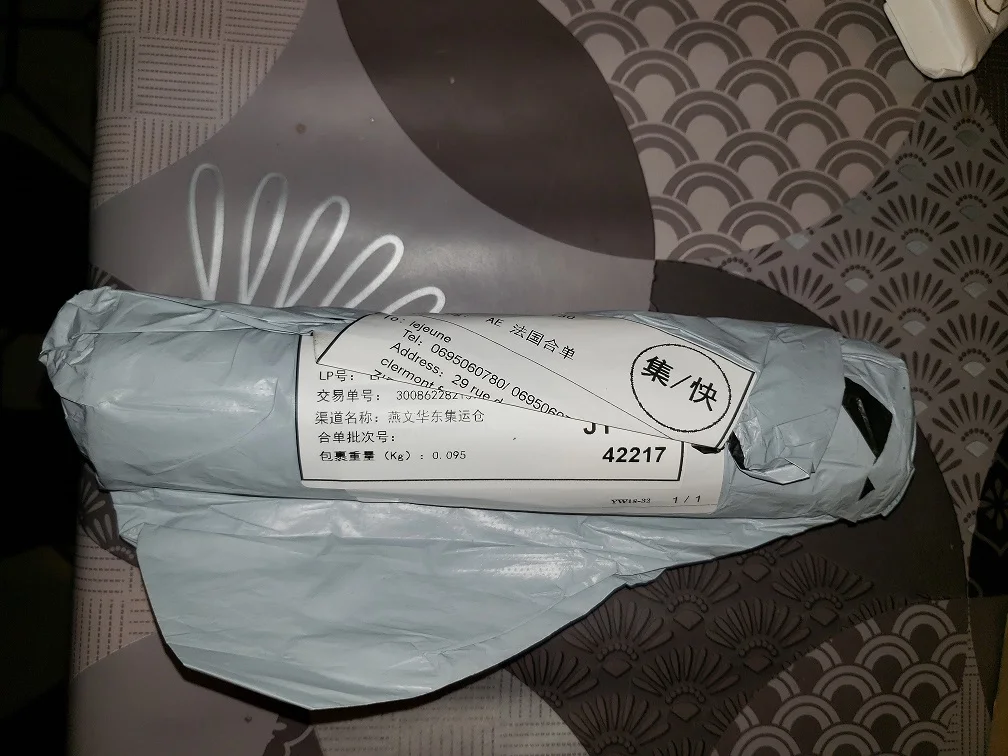 AE 法国合单
To: lejeune
Tel: 0695060780/ 069506
Address: 29 rue d
clermont
集/快
LP号:
交易单号: 30086228
渠道名称: 燕文华东集运仓
合单批次号:
包裹重量 (Kg) : 0.095
42217
YW18-33 1 / 1